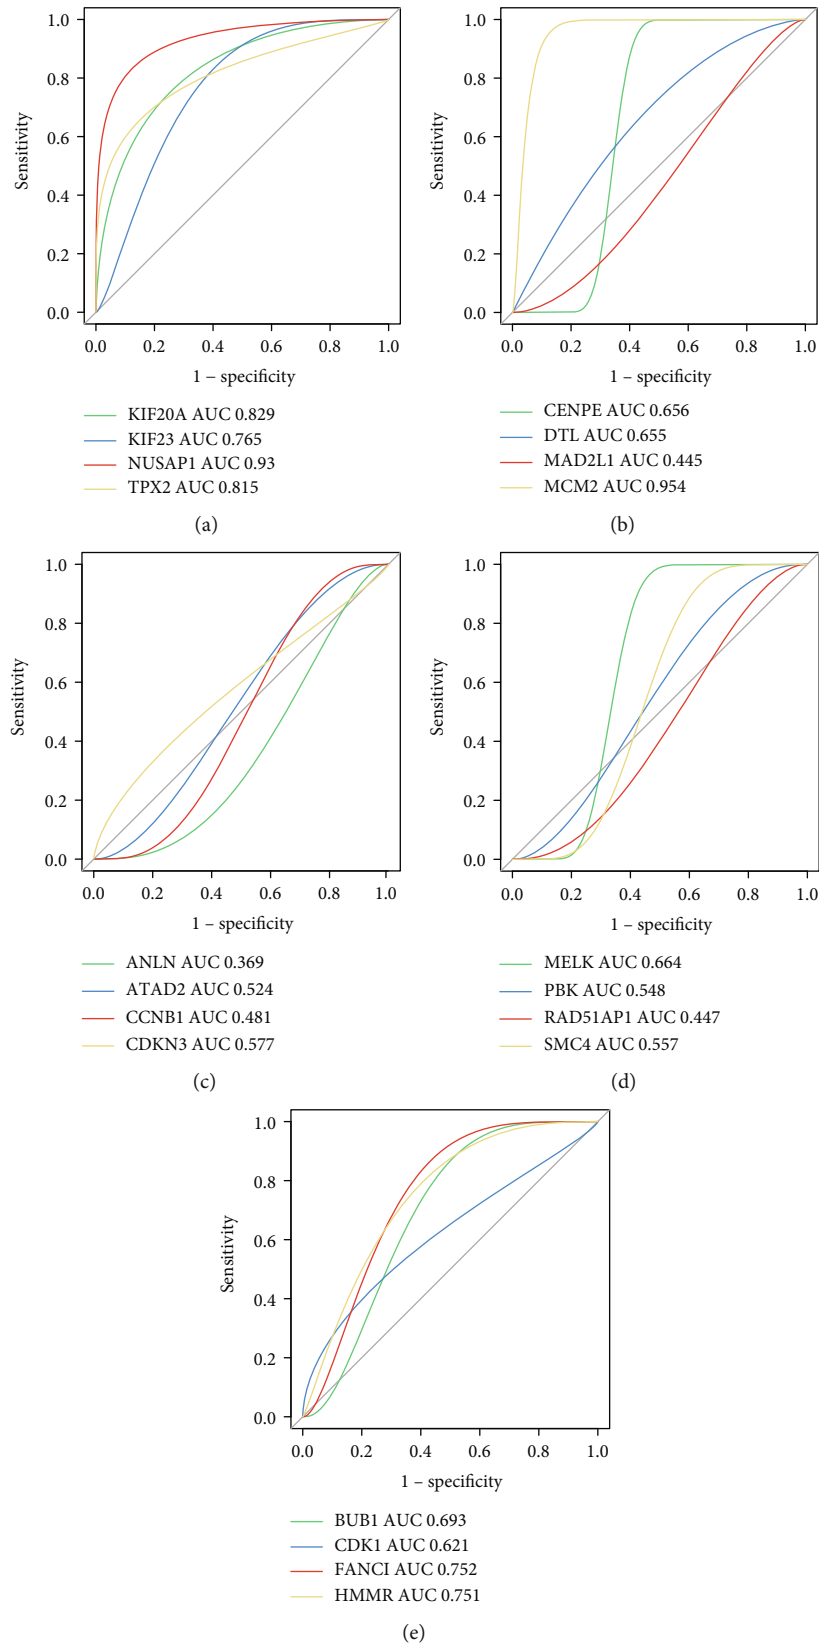 1.0
0.8
0.6
0.4
0.2
0.0
Sensitivity
0.0 0.2 0.4 0.6 0.8 1.0
1 – specificity
KIF20A AUC 0.829
KIF23 AUC 0.765
NUSAP1 AUC 0.93
TPX2 AUC 0.815
(a)
1.0
0.8
0.6
0.4
0.2
0.0
Sensitivity
0.0 0.2 0.4 0.6 0.8 1.0
1 – specificity
CENPE AUC 0.656
DTL AUC 0.655
MAD2L1 AUC 0.445
MCM2 AUC 0.954
(b)
1.0
0.8
0.6
0.4
0.2
0.0
Sensitivity
0.0 0.2 0.4 0.6 0.8 1.0
1 – specificity
ANLN AUC 0.369
ATAD2 AUC 0.524
CCNB1 AUC 0.481
CDKN3 AUC 0.577
(c)
1.0
0.8
0.6
0.4
0.2
0.0
Sensitivity
0.0 0.2 0.4 0.6 0.8 1.0
1 – specificity
MELK AUC 0.664
PBK AUC 0.548
RAD51AP1 AUC 0.447
SMC4 AUC 0.557
(d)
1.0
0.8
0.6
0.4
0.2
0.0
Sensitivity
0.0 0.2 0.4 0.6 0.8 1.0
1 – specificity
BUB1 AUC 0.693
CDK1 AUC 0.621
FANCI AUC 0.752
HMMR AUC 0.751
(e)